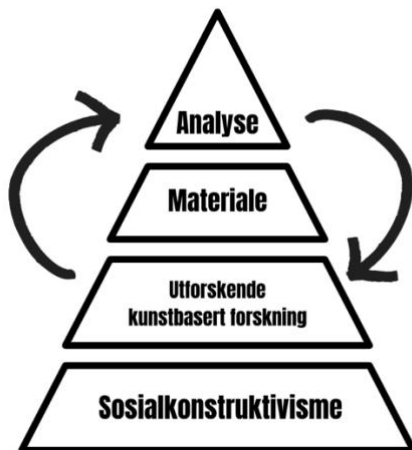 Analyse
Materiale
Utforskende
kunstbasert forskning
Sosialkonstruktivisme